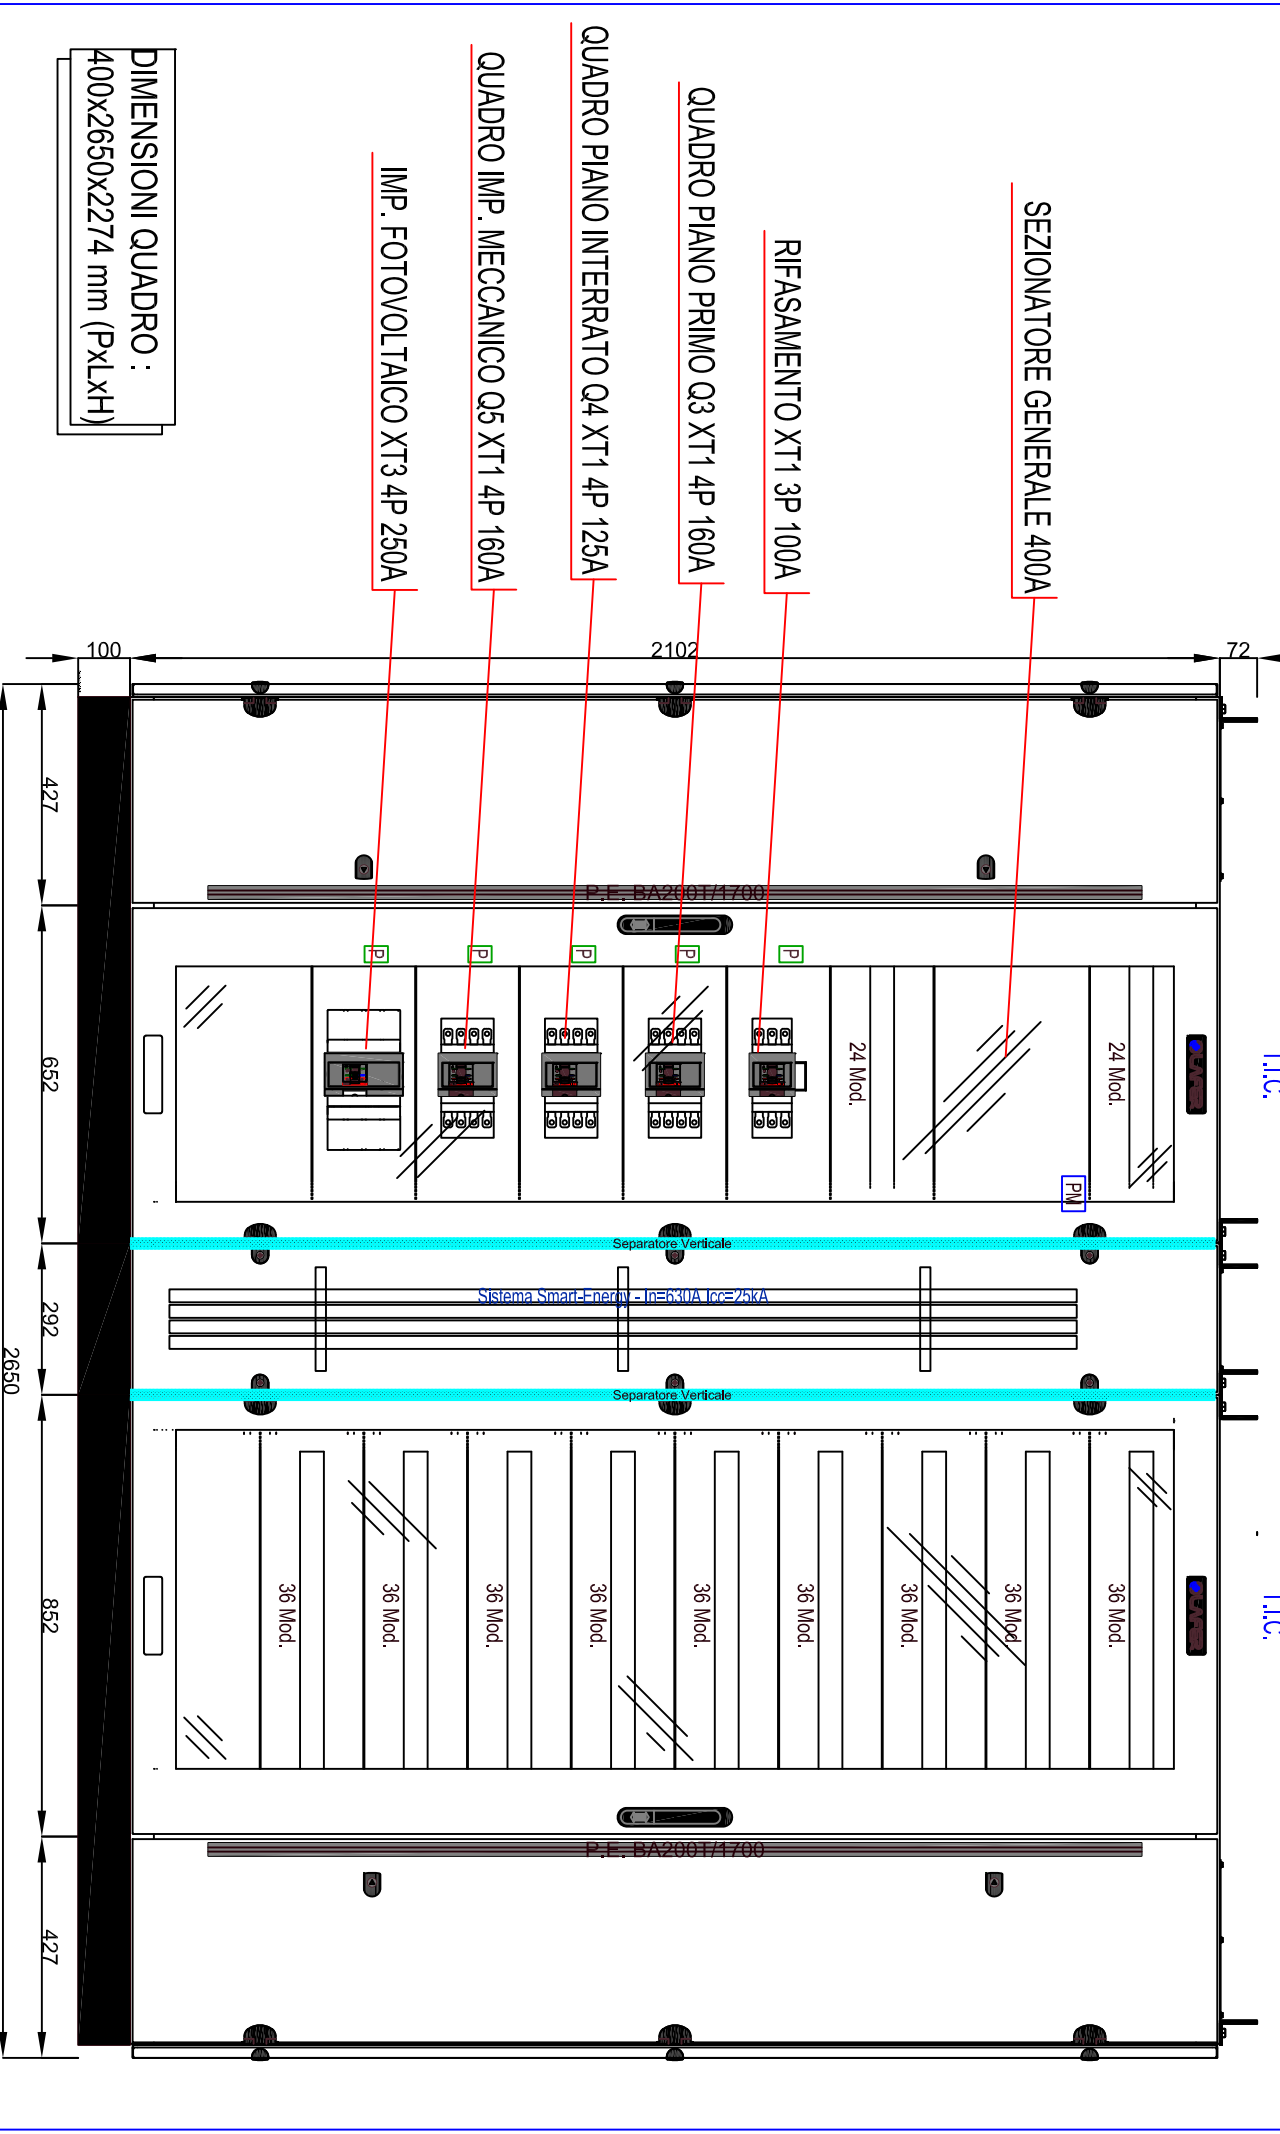 I.I.C.
I.I.C.
SEZIONATORE GENERALE 400A
RIFASAMENTO XT1 3P 100A
QUADRO PIANO PRIMO Q3 XT1 4P 160A
QUADRO PIANO INTERRATO Q4 XT1 4P 125A
QUADRO IMP. MECCANICO Q5 XT1 4P 160A
IMP. FOTOVOLTAICO XT3 4P 250A
DIMENSIONI QUADRO :
400x2650x2274 mm (PxLxH)
72
2102
100
P.E. BA200T/1700
24 Mod.
PM
24 Mod.
P
P
P
P
P
Separatore Verticale
Sistema Smart-Energy - In=630A Icc=25kA
Separatore Verticale
36 Mod.
36 Mod.
36 Mod.
36 Mod.
36 Mod.
36 Mod.
36 Mod.
36 Mod.
36 Mod.
P.E. BA200T/1700
427
652
292
852
427
2650